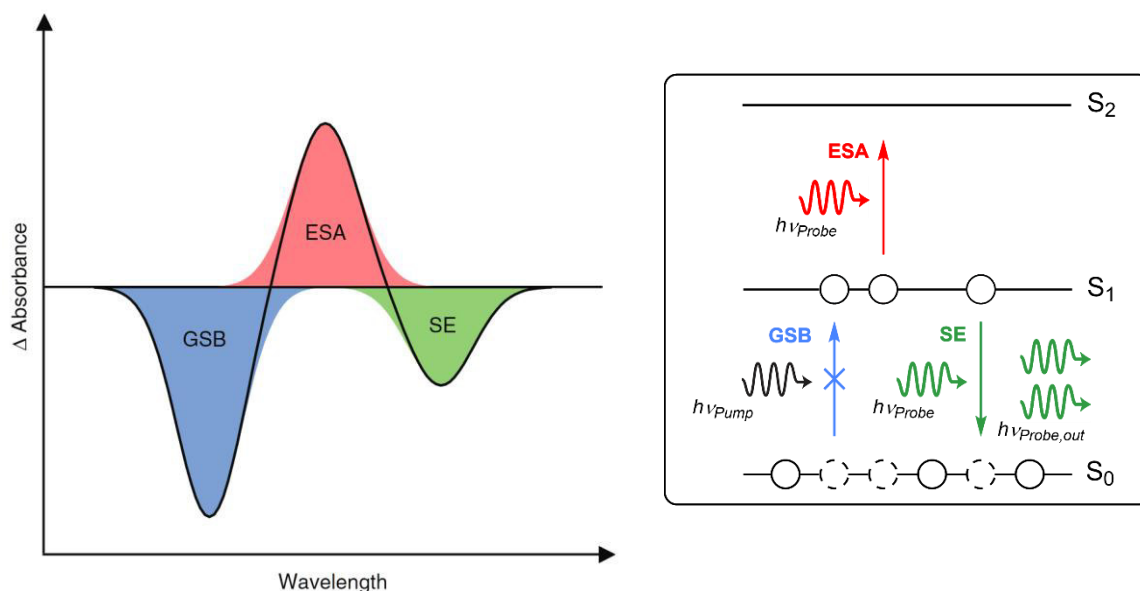 Δ Absorbance
GSB
ESA
SE
Wavelength
S2
ESA
hνProbe
S1
GSB
SE
hνPump
hνProbe
hνProbe,out
S0